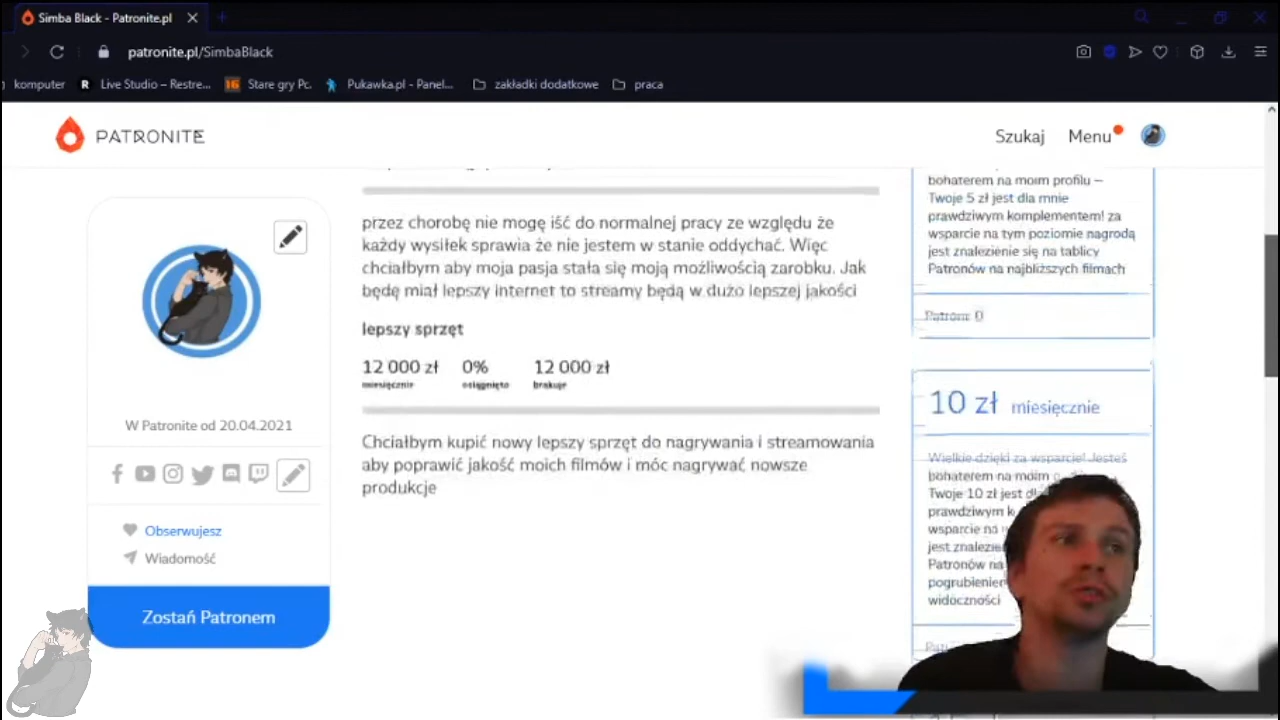 Simba Black - Patronite.pl
patronite.pl/SimbaBlack
komputer
Live Studio – Restre...
16 Stare gry Pc.
Pukawka.pl - Panel...
zakładki dodatkowe
praca
PATRONITE
Szukaj
Menu
W Patronite od 20.04.2021
Obserwujesz
Wiadomość
Zostań Patronem
przez chorobę nie mogę iść do normalnej pracy ze względu że
każdy wysiłek sprawia że nie jestem w stanie oddychać. Więc
chciałbym aby moja pasja stała się moją możliwością zarobku. Jak
będę miał lepszy internet to streamy będą w dużo lepszej jakości
lepszy sprzęt
12 000 zł 0% 12 000 zł
miesięcznie osiągnięto brakuje
Chciałbym kupić nowy lepszy sprzęt do nagrywania i streamowania
aby poprawić jakość moich filmów i móc nagrywać nowsze
produkcje
bohaterem na moim profilu –
Twoje 5 zł jest dla mnie
prawdziwym komplementem! za
wsparcie na tym poziomie nagrodą
jest znalezienie się na tablicy
Patronów na najbliższych filmach
Patroni: 0
10 zł miesięcznie
Wielkie dzięki za wsparcie! Jesteś
bohaterem na moim
Twoje 10 zł jest
prawdziwym
wsparcie na
jest
Patronów na
widoczności